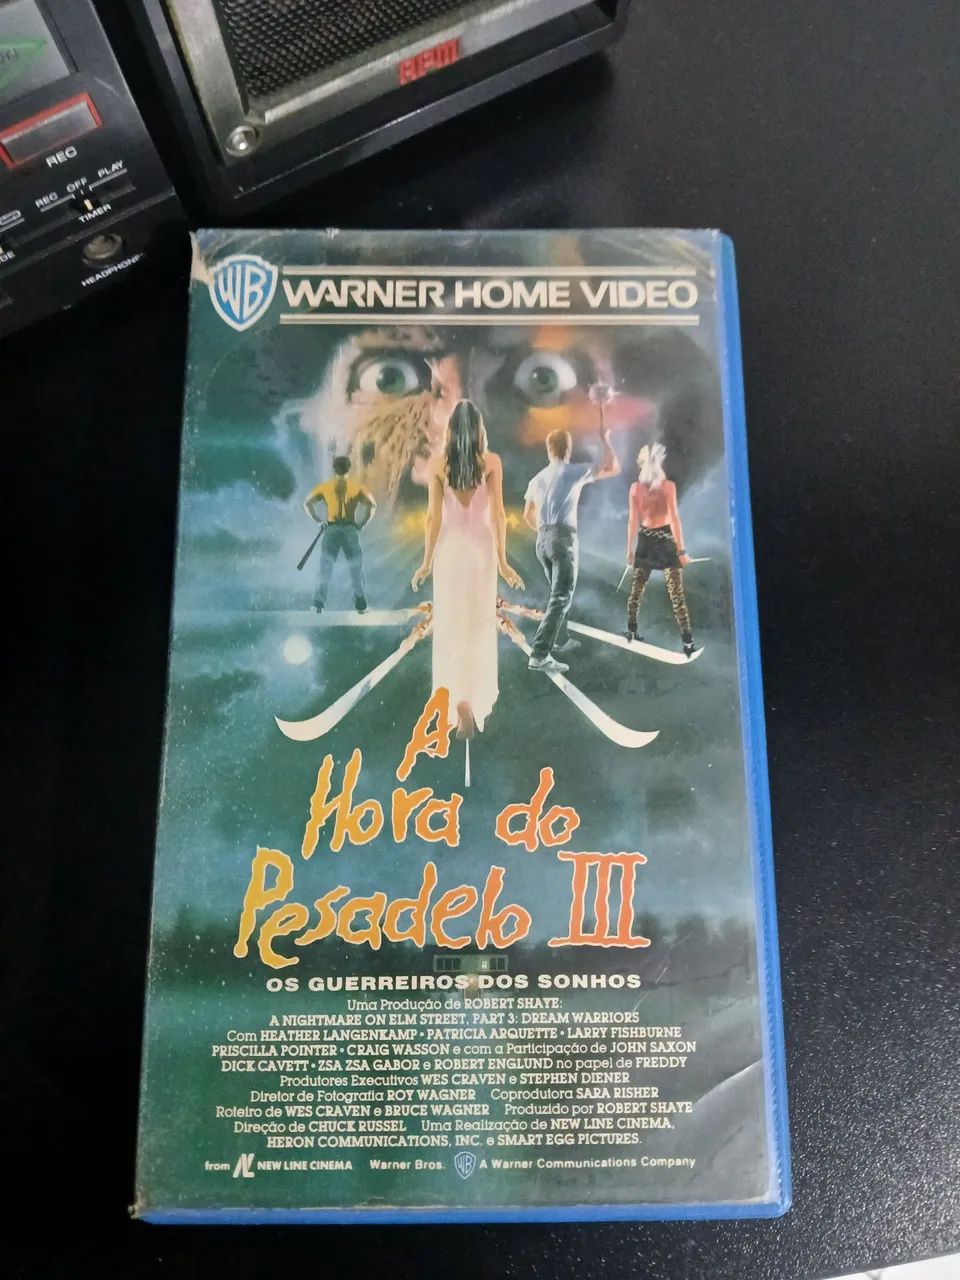 RPM
REC
REC OFF PLAY
TIMER
HEADPHON
WB WARNER HOME VIDEO
A
Hora do
Pesadelo III
OS GUERREIROS DOS SONHOS
Uma Produção de ROBERT SHAYE:
A NIGHTMARE ON ELM STREET, PART 3: DREAM WARRIORS
Com HEATHER LANGENKAMP • PATRICIA ARQUETTE • LARRY FISHBURNE
PRISCILLA POINTER • CRAIG WASSON e com a Participação de JOHN SAXON
DICK CAVETT • ZSA ZSA GABOR e ROBERT ENGLUND no papel de FREDDY
Produtores Executivos WES CRAVEN e STEPHEN DIENER
Diretor de Fotografia ROY WAGNER Coprodutora SARA RISHER
Roteiro de WES CRAVEN e BRUCE WAGNER Produzido por ROBERT SHAYE
Direção de CHUCK RUSSEL Uma Realização de NEW LINE CINEMA,
HERON COMMUNICATIONS, INC. e SMART EGG PICTURES.
from NL NEW LINE CINEMA Warner Bros. WB A Warner Communications Company